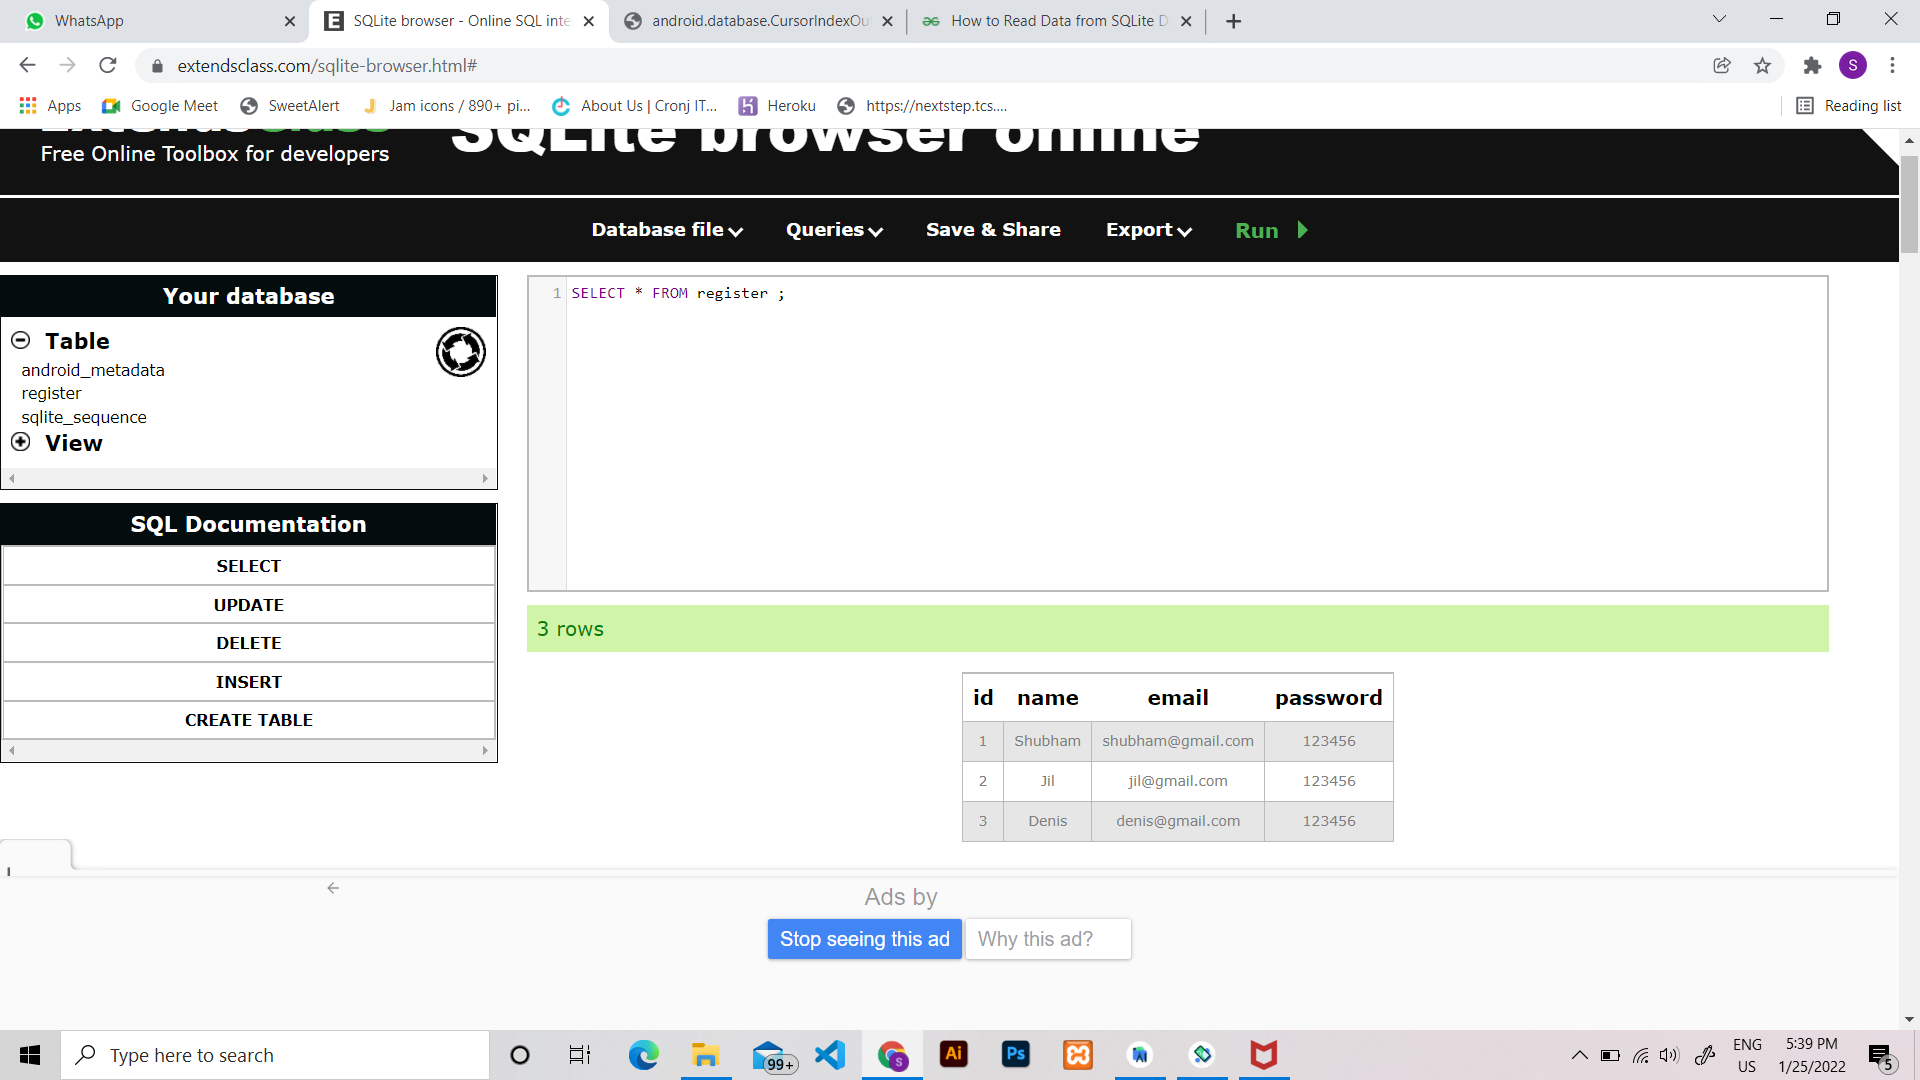 WhatsApp
SQLite browser - Online SQL inte
android.database.CursorIndexOu
How to Read Data from SQLite D
extendsclass.com/sqlite-browser.html#
S
Apps
Google Meet
SweetAlert
Jam icons / 890+ pi...
About Us | Cronj IT...
Heroku
https://nextstep.tcs....
Reading list
ExtendsClass
Free Online Toolbox for developers
SQLite browser online
Database file
Queries
Save & Share
Export
Run
Your database
Table
android_metadata
register
sqlite_sequence
View
SQL Documentation
SELECT
UPDATE
DELETE
INSERT
CREATE TABLE
1 SELECT * FROM register ;
3 rows
id name email password
1 Shubham shubham@gmail.com 123456
2 Jil jil@gmail.com 123456
3 Denis denis@gmail.com 123456
Ads by
Stop seeing this ad
Why this ad?
Type here to search
99+
S
Ai
Ps
ENG
US
5:39 PM
1/25/2022
5